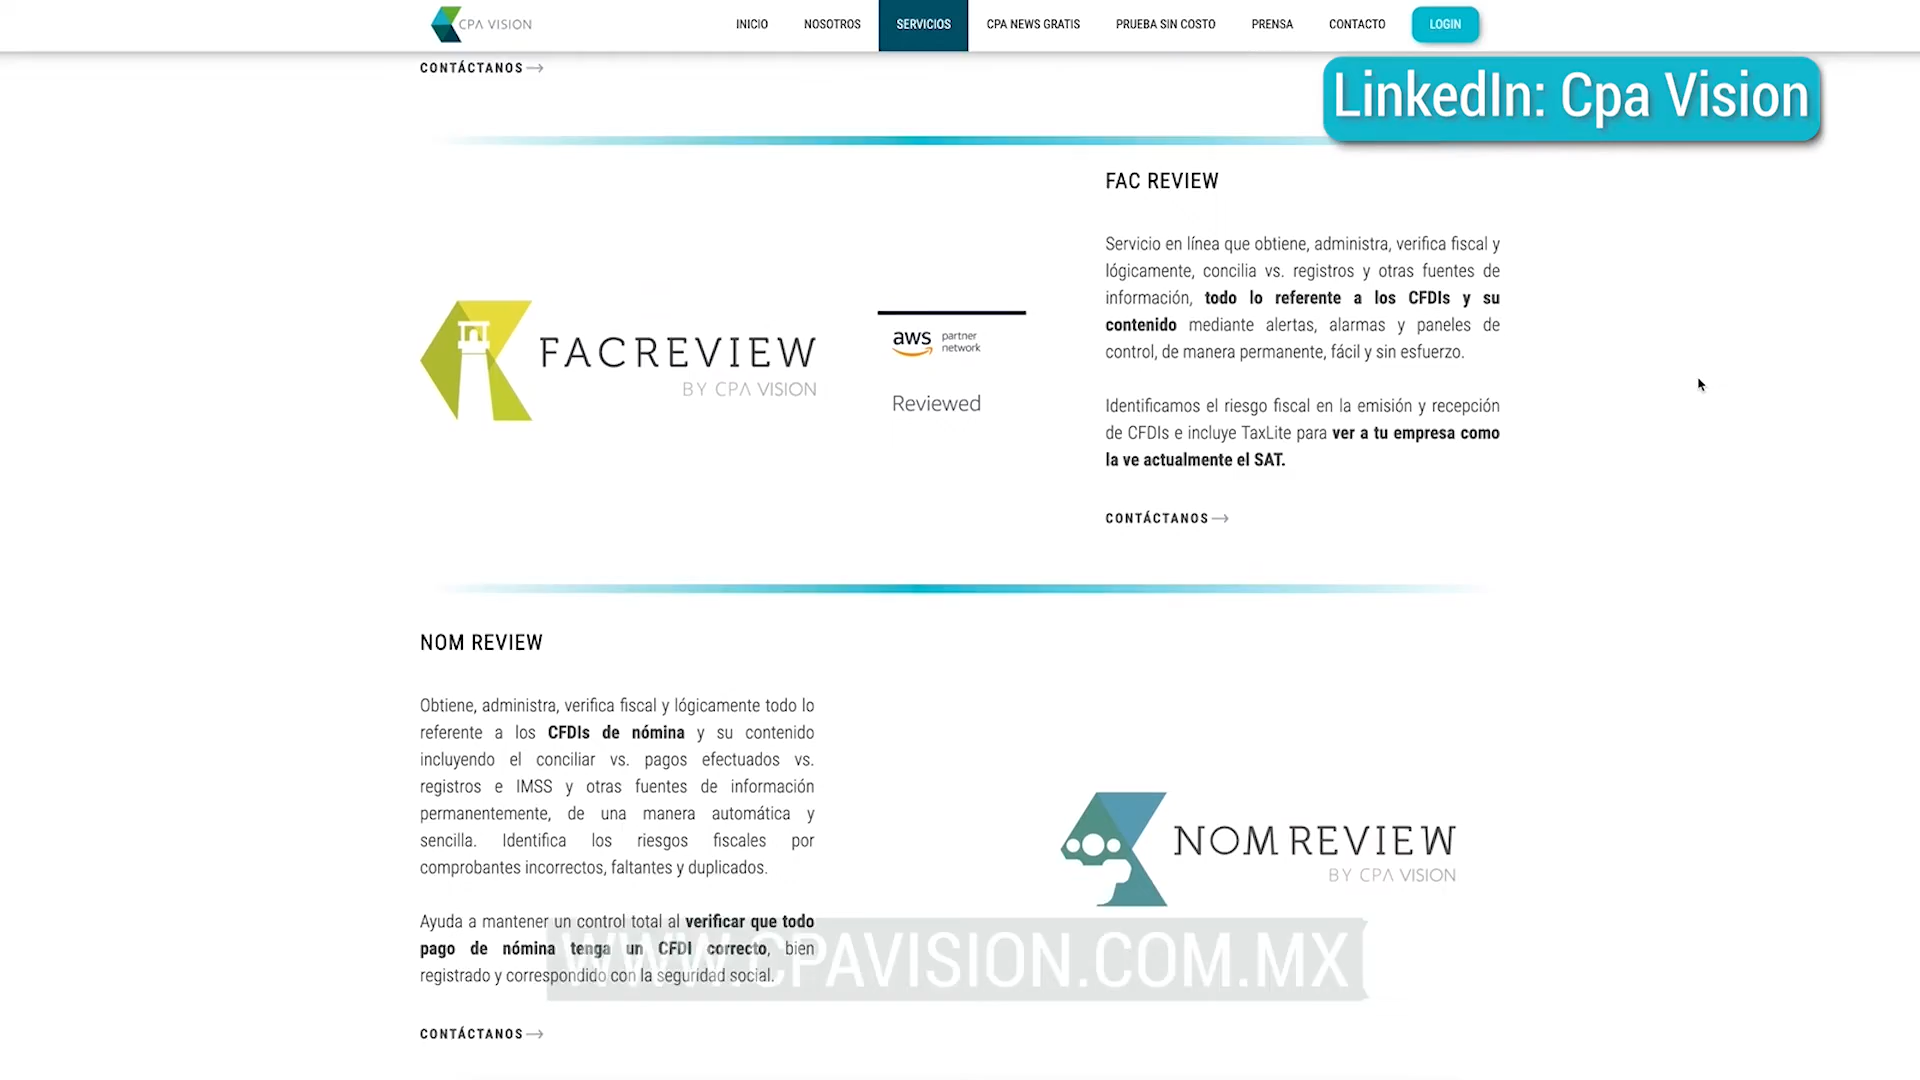 CPA VISION
INICIO
NOSOTROS
SERVICIOS
CPA NEWS GRATIS
PRUEBA SIN COSTO
PRENSA
CONTACTO
LOGIN
CONTÁCTANOS
LinkedIn: Cpa Vision
FAC REVIEW
Servicio en línea que obtiene, administra, verifica fiscal y
lógicamente, concilia vs. registros y otras fuentes de
información, todo lo referente a los CFDIs y su
contenido mediante alertas, alarmas y paneles de
control, de manera permanente, fácil y sin esfuerzo.
Identificamos el riesgo fiscal en la emisión y recepción
de CFDIs e incluye TaxLite para ver a tu empresa como
la ve actualmente el SAT.
CONTÁCTANOS
FACREVIEW
BY CPA VISION
aws partner
network
Reviewed
NOM REVIEW
Obtiene, administra, verifica fiscal y lógicamente todo lo
referente a los CFDIs de nómina y su contenido
incluyendo el conciliar vs. pagos efectuados vs.
registros e IMSS y otras fuentes de información
permanentemente, de una manera automática y
sencilla. Identifica los riesgos fiscales por
comprobantes incorrectos, faltantes y duplicados.
Ayuda a mantener un control total al verificar que todo
pago de nómina tenga un CFDI correcto, bien
registrado y correspondido con la seguridad social.
CONTÁCTANOS
NOM REVIEW
BY CPA VISION
WWW.CPAVISION.COM.MX